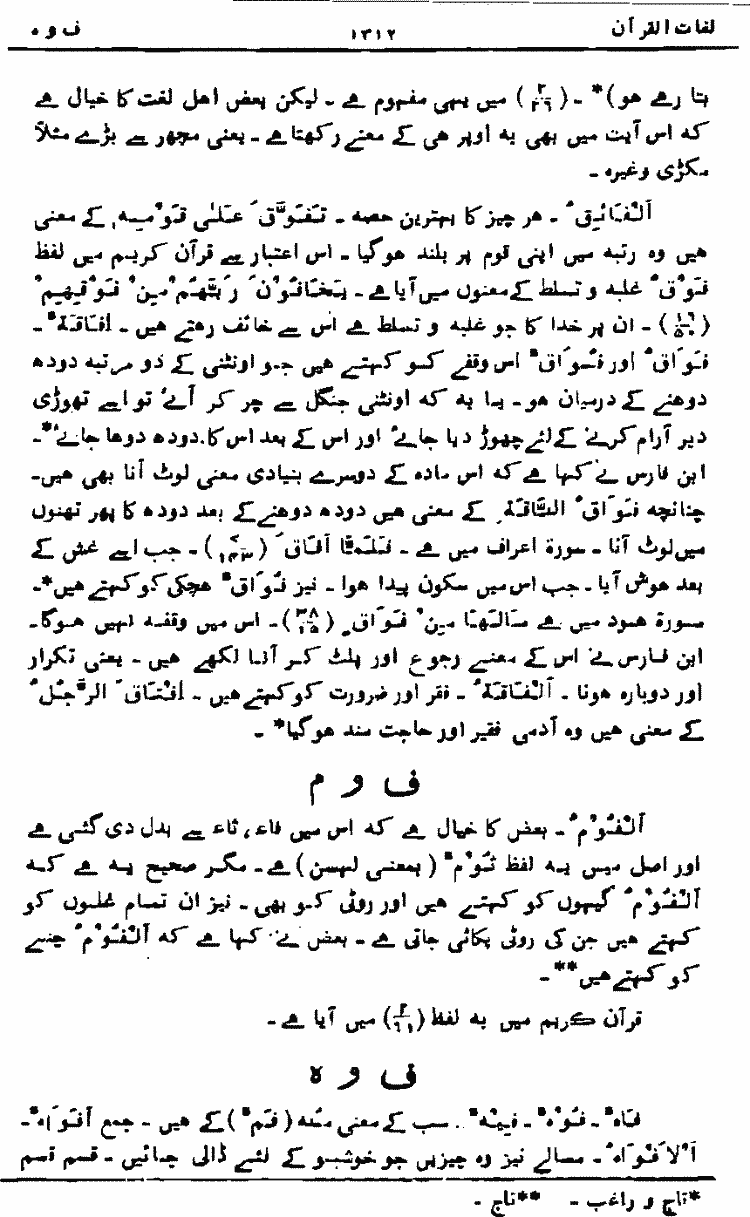 لغات القرآن ۱۳۱۲ ف و ہ
بتا رہے ہو)* ۔ (۲/۲۶) میں یہی مفہوم ہے ۔ لیکن بعض اہل لغت کا خیال ہے
کہ اس آیت میں بھی یہ اوپر ہی کے معنے رکھتا ہے ۔ یعنی مچھر سے بڑے مثلاً
مکڑی وغیرہ ۔
اَلْفَائِقُ ۔ ہر چیز کا بہترین حصہ ۔ تَفَوَّقَ عَلٰی قَوْمِہٖ کے معنی
ہیں وہ رتبہ میں اپنی قوم پر بلند ہوگیا ۔ اس اعتبار سے قرآن کریم میں لفظ
فَوْقُ غلبہ و تسلط کے معنوں میں آیا ہے ۔ یَخَافُوْنَ رَبَّھُمْ مِنْ فَوْقِہِمْ
(۱۶/۵۰) ۔ ان پر خدا کا جو غلبہ و تسلط ہے اس سے خائف رہتے ہیں ۔ اِفَاقَۃٌ ۔
فَوَاقٌ اور فُوَاقٌ اس وقفے کو کہتے ہیں جو اونٹنی کے دو مرتبہ دودھ
دوہنے کے درمیان ہو ۔ یا یہ کہ اونٹنی جنگل سے چر کر آئے تو اسے تھوڑی
دیر آرام کرنے کے لئے چھوڑ دیا جائے اور اس کے بعد اس کا دودھ دوہا جائے*۔
ابن فارس نے کہا ہے کہ اس مادہ کے دوسرے بنیادی معنی لوٹ آنا بھی ہیں۔
چنانچہ فَوَاقُ النَّاقَۃِ کے معنی ہیں دودھ دوہنے کے بعد دودھ کا پھر تھنوں
میں لوٹ آنا ۔ سورۃ اعراف میں ہے ۔ فَلَمَّا اَفَاقَ (۷/۱۴۳) ۔ جب اسے غش کے
بعد ہوش آیا ۔ جب اس میں سکون پیدا ہوا ۔ نیز فُوَاقٌ ہچکی کو کہتے ہیں*۔
سورۃ ھود میں ہے مَالَھَا مِنْ فَوَاقٍ (۳۸/۱۵) ۔ اس میں وقفہ نہیں ہوگا۔
ابن فارس نے اس کے معنے رجوع اور پلٹ کر آنا لکھے ہیں ۔ یعنی تکرار
اور دوبارہ ہونا ۔ اَلْفَاقَۃُ ۔ فقر اور ضرورت کو کہتے ہیں ۔ اِفْتَاقَ الرَّجُلُ
کے معنی ہیں وہ آدمی فقیر اور حاجت مند ہوگیا* ۔
ف و م
اَلْفُوْمُ ۔ بعض کا خیال ہے کہ اس میں فاء ، ثاء سے بدل دی گئی ہے
اور اصل میں یہ لفظ ثُوْمٌ (بمعنی لہسن) ہے ۔ مگر صحیح یہ ہے کہ
اَلْفُوْمُ گیہوں کو کہتے ہیں اور روٹی کو بھی ۔ نیز ان تمام غلوں کو
کہتے ہیں جن کی روٹی پکائی جاتی ہے ۔ بعض نے کہا ہے کہ اَلْفُوْمُ چنے
کو کہتے ہیں** ۔
قرآن کریم میں یہ لفظ (۲/۶۱) میں آیا ہے ۔
ف و ہ
فَاہٌ ۔ فُوْہٌ ۔ فِیْہٌ ۔ سب کے معنی منہ (فَمٌ) کے ہیں ۔ جمع اَفْوَاہٌ ۔
اَلْاَفْوَاہُ ۔ مسالے نیز وہ چیزیں جو خوشبو کے لئے ڈالی جائیں ۔ قسم قسم
*تاج و راغب ۔ **تاج ۔